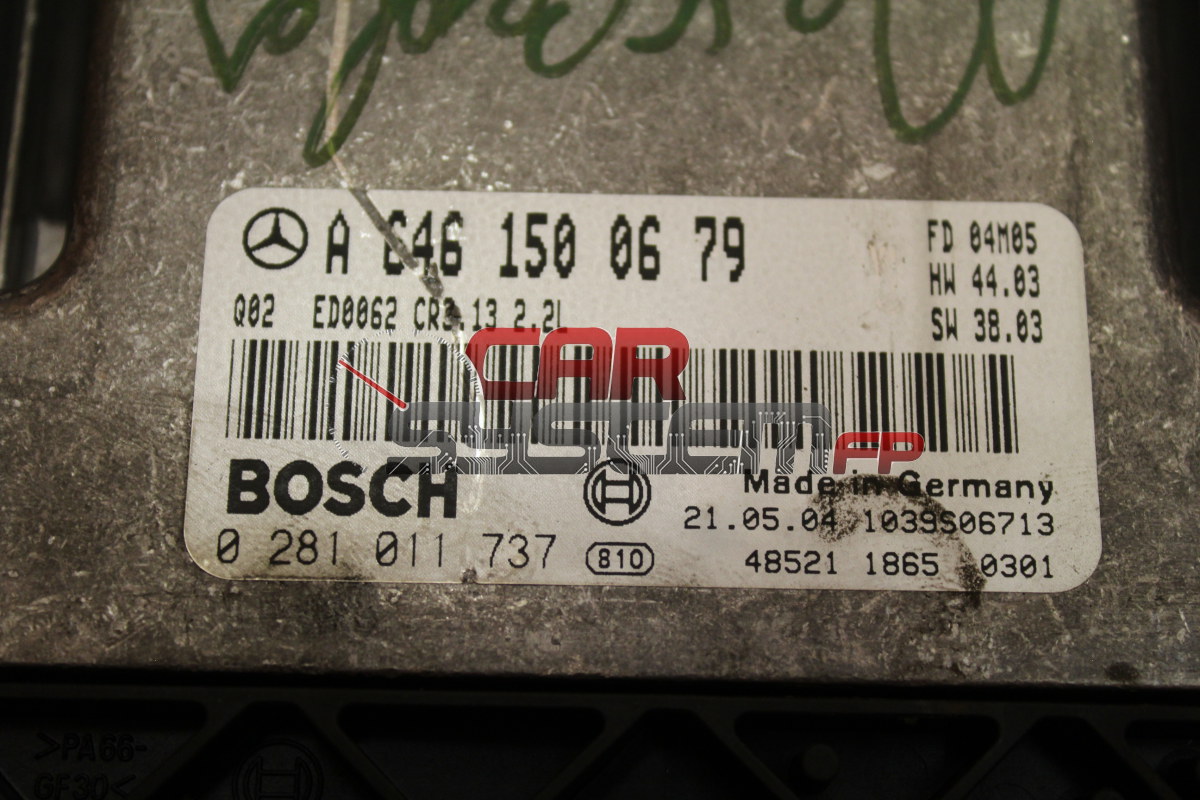 A 646 150 06 79
FD 04M05
HW 44.03
SW 38.03
Q02 ED0062 CR3.13 2.2L
CAR
SYSTEM FP
BOSCH
Made in Germany
0 281 011 737
810
21.05.04 1039S06713
48521 1865 0301
>PA66-
GF30<